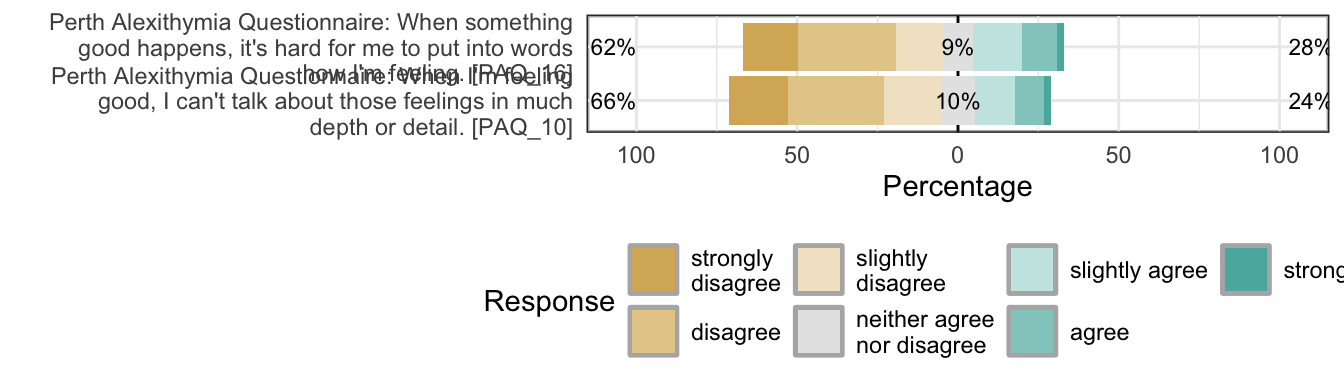 Perth Alexithymia Questionnaire: When something
good happens, it's hard for me to put into words
how I'm feeling. [PAQ_16]
Perth Alexithymia Questionnaire: When I'm feeling
good, I can't talk about those feelings in much
depth or detail. [PAQ_10]
62% 9% 28%
66% 10% 24%
100 50 0 50 100
Percentage
Response
strongly
disagree
disagree
slightly
disagree
neither agree
nor disagree
slightly agree
agree
strong